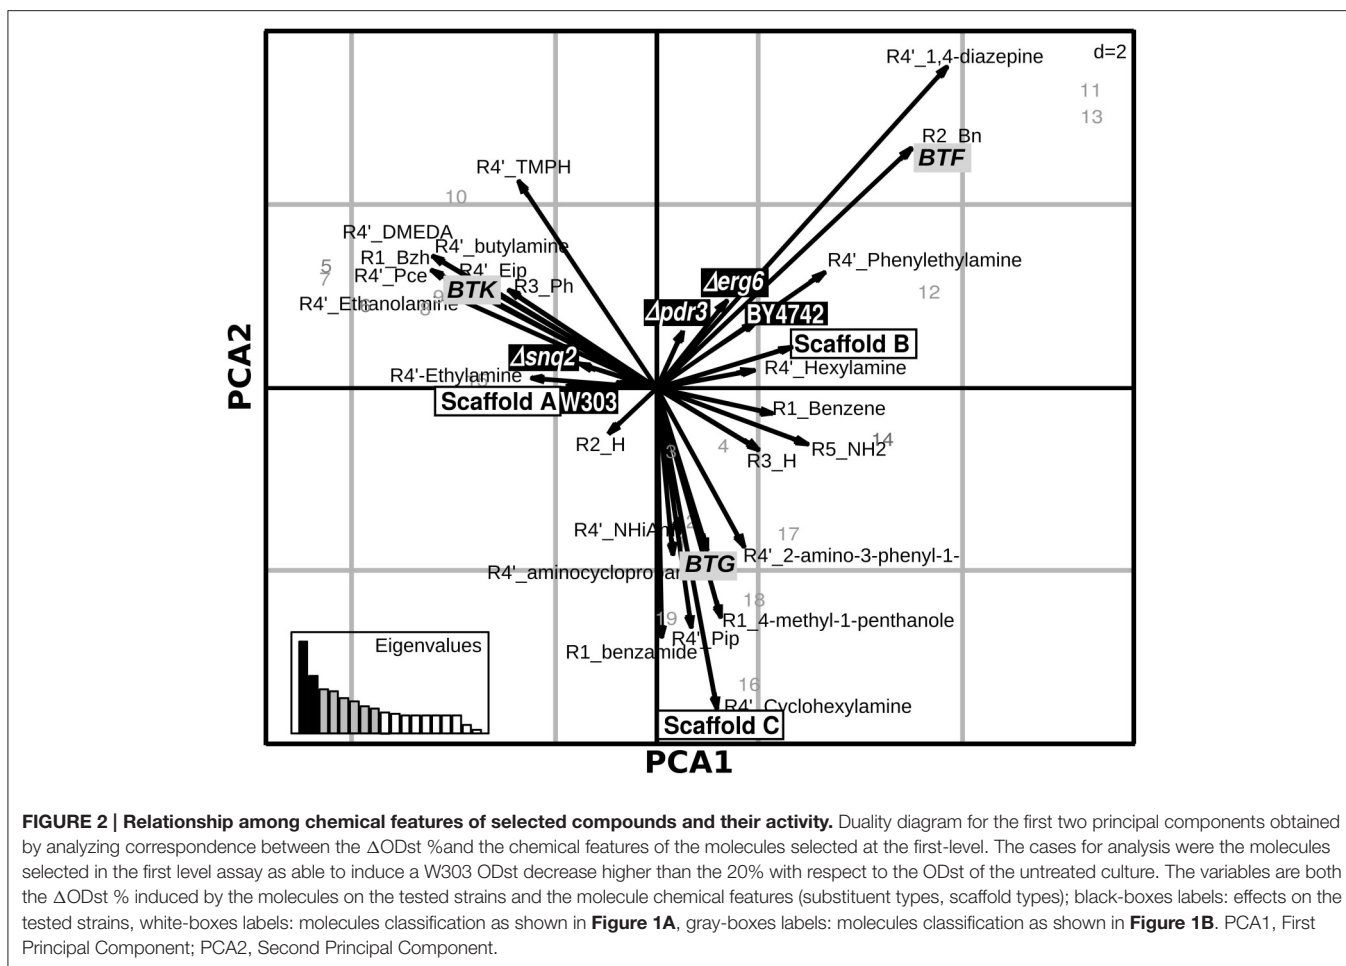 R4'_1,4-diazepine
d=2
11
13
R2_Bn
BTF
R4'_TMPH
10
R4'_DMEDA
R4'_butylamine
R1_Bzh
5
R4'_Phenylethylamine
R4'_Pce
R4'_Eip
7
Δerg6
R3_Ph
BTK
9
12
R4'_Ethanolamine
6
8
Δpdr3
BY4742
Scaffold B
Δsnq2
R4'_Hexylamine
R4'-Ethylamine
Scaffold A
W303
R1_Benzene
R2_H
14
R5_NH2
4
3
R3_H
2
R4'_NHiAm
17
R4'_2-amino-3-phenyl-1-
BTG
R4'_aminocyclopropan
18
19
R1_4-methyl-1-penthanole
R4'_Pip
R1_benzamide
16
R4'_Cyclohexylamine
Scaffold C
Eigenvalues
PCA2
PCA1
FIGURE 2 | Relationship among chemical features of selected compounds and their activity. Duality diagram for the first two principal components obtained
by analyzing correspondence between the ΔODst %and the chemical features of the molecules selected at the first-level. The cases for analysis were the molecules
selected in the first level assay as able to induce a W303 ODst decrease higher than the 20% with respect to the ODst of the untreated culture. The variables are both
the ΔODst % induced by the molecules on the tested strains and the molecule chemical features (substituent types, scaffold types); black-boxes labels: effects on the
tested strains, white-boxes labels: molecules classification as shown in Figure 1A, gray-boxes labels: molecules classification as shown in Figure 1B. PCA1, First
Principal Component; PCA2, Second Principal Component.